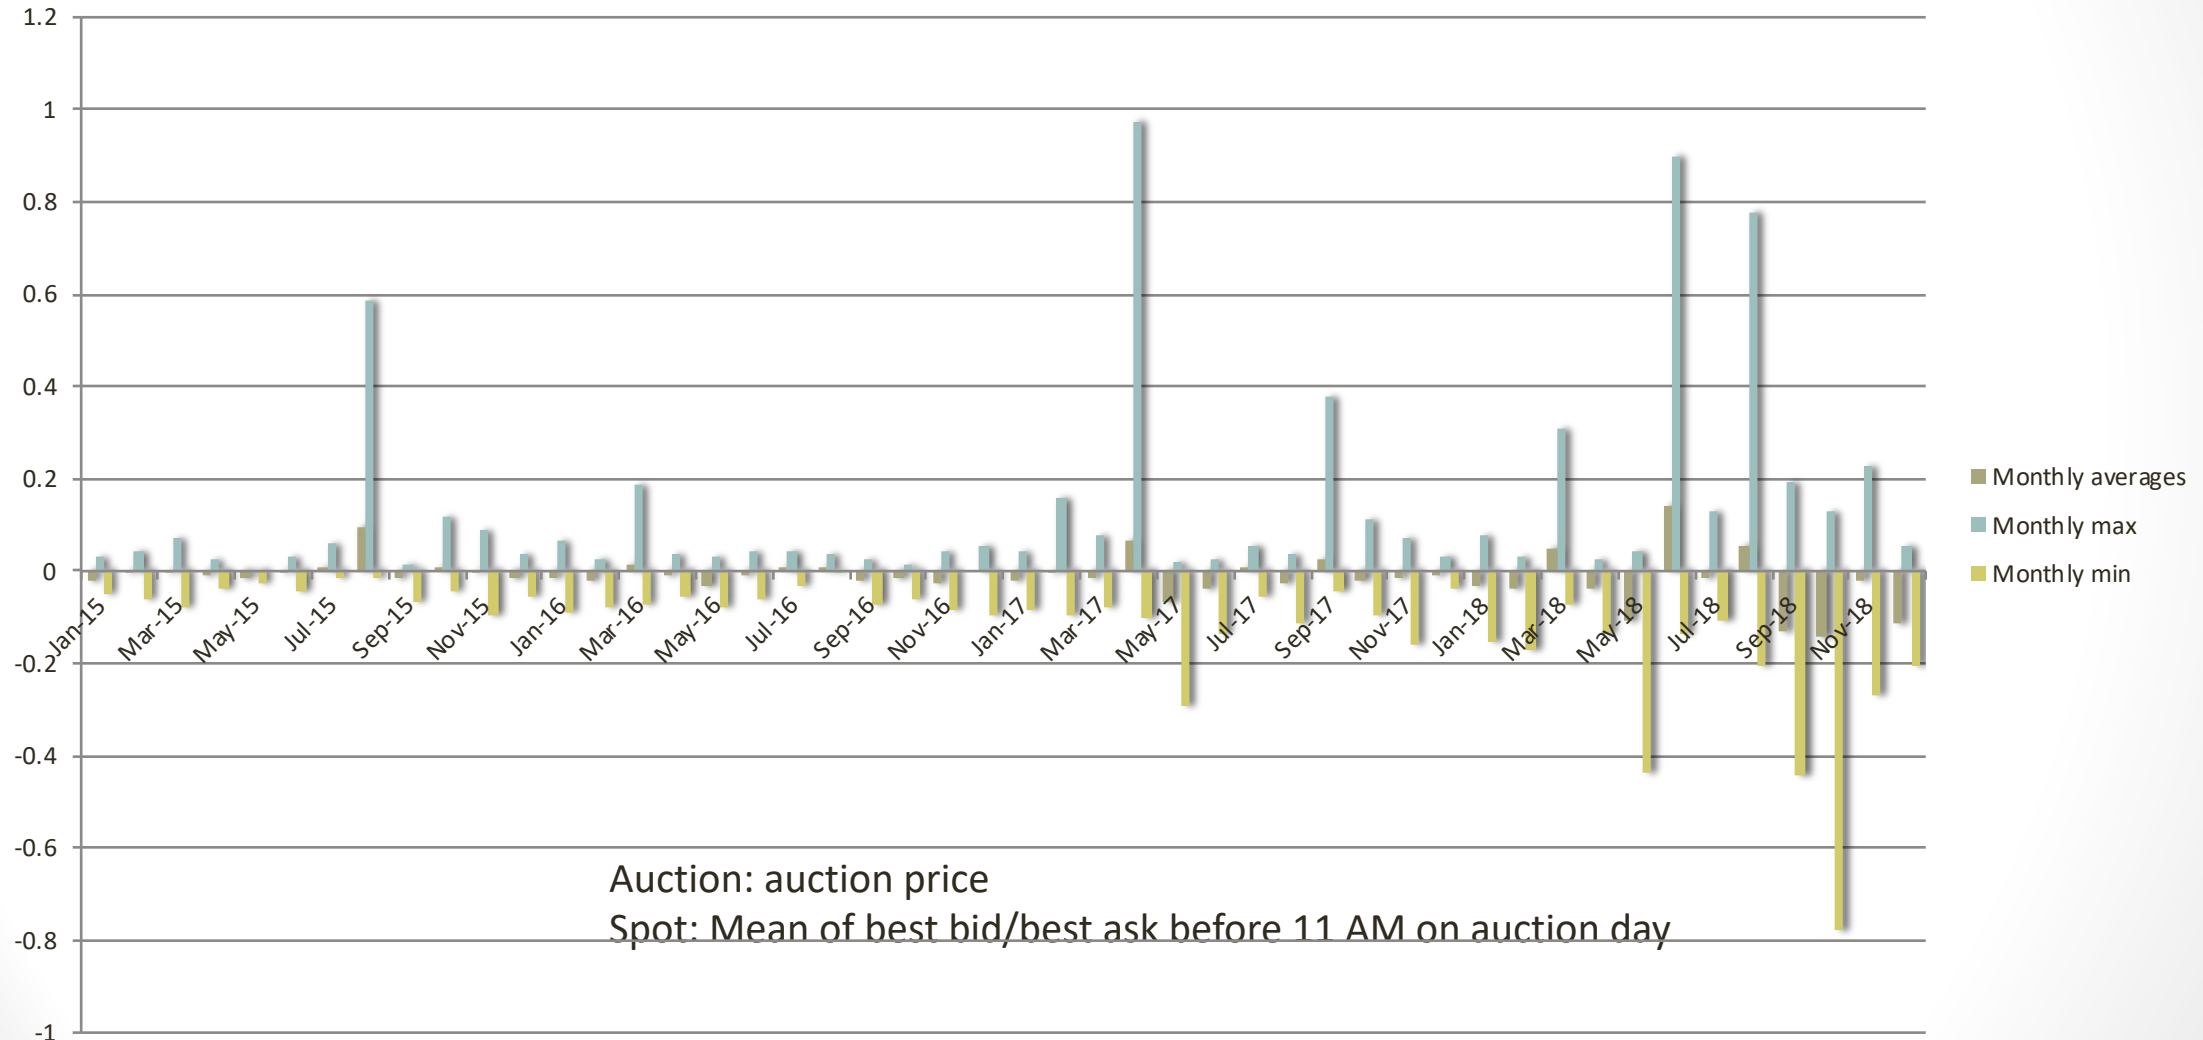 1.2
1
0.8
0.6
0.4
0.2
0
-0.2
-0.4
-0.6
-0.8
-1
Jan-15 Mar-15 May-15 Jul-15 Sep-15 Nov-15 Jan-16 Mar-16 May-16 Jul-16 Sep-16 Nov-16 Jan-17 Mar-17 May-17 Jul-17 Sep-17 Nov-17 Jan-18 Mar-18 May-18 Jul-18 Sep-18 Nov-18
Monthly averages
Monthly max
Monthly min
Auction: auction price
Spot: Mean of best bid/best ask before 11 AM on auction day